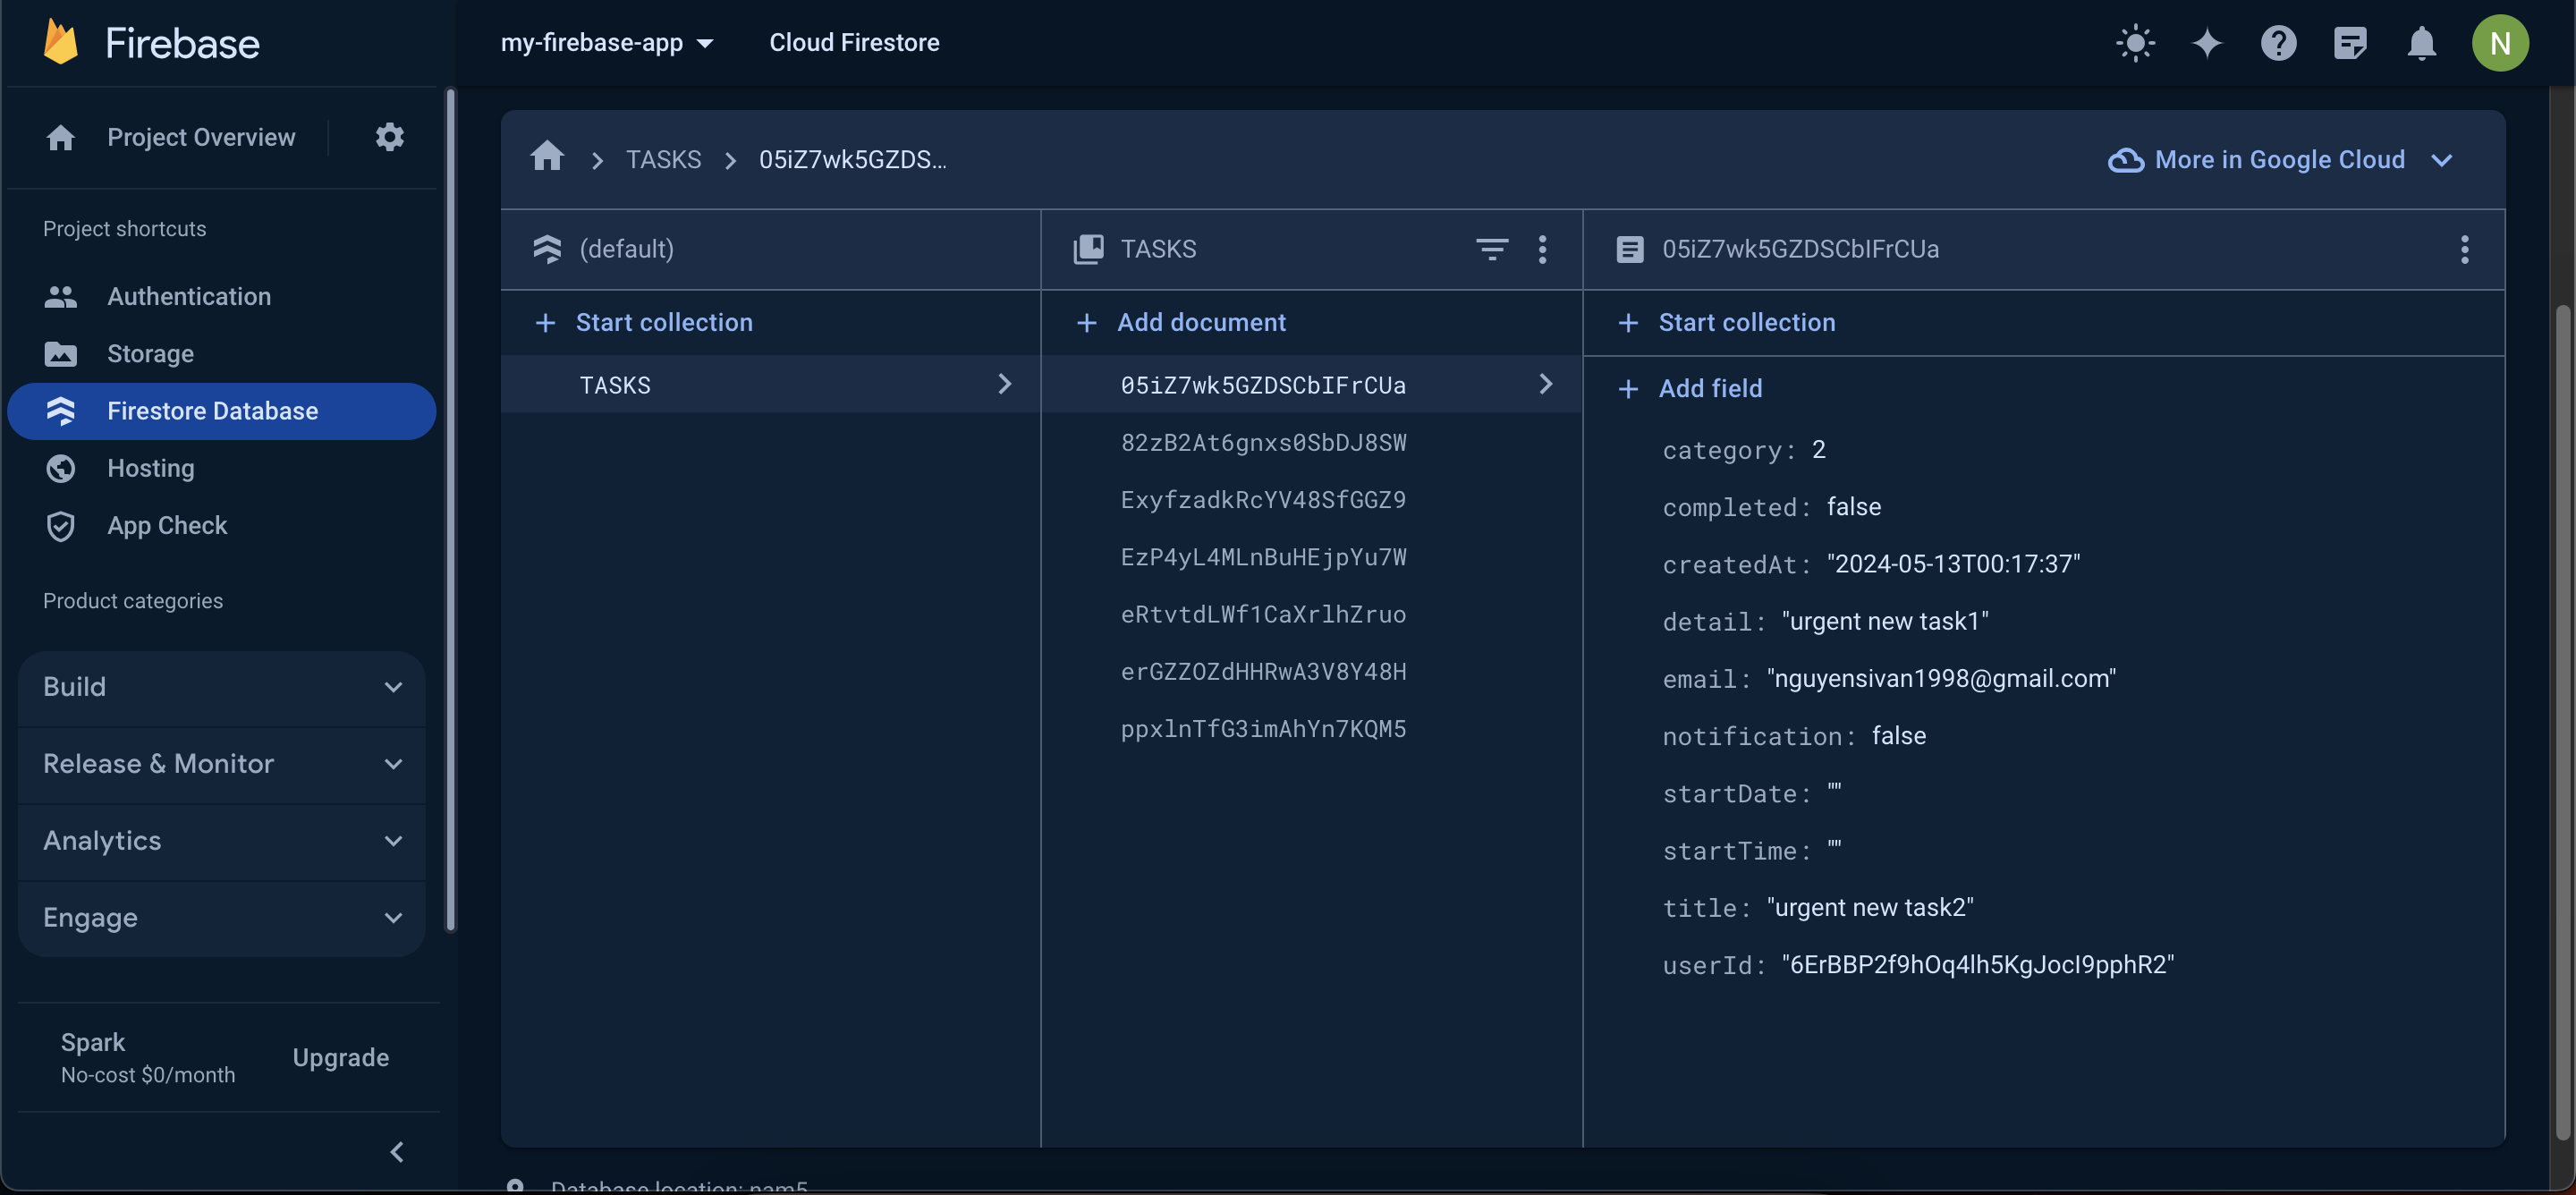 Firebase
my-firebase-app
Cloud Firestore
N
Project Overview
Project shortcuts
Authentication
Storage
Firestore Database
Hosting
App Check
Product categories
Build
Release & Monitor
Analytics
Engage
Spark
No-cost $0/month
Upgrade
TASKS
05iZ7wk5GZDS...
More in Google Cloud
(default)
Start collection
TASKS
TASKS
Add document
05iZ7wk5GZDSCbIFrCUa
82zB2At6gnxs0SbDJ8SW
ExyfzadkRcYV48SfGGZ9
EzP4yL4MLnBuHEjpYu7W
eRtvtdLWf1CaXrlhZruo
erGZZOZdHHRwA3V8Y48H
ppxlnTfG3imAhYn7KQM5
05iZ7wk5GZDSCbIFrCUa
Start collection
Add field
category: 2
completed: false
createdAt: "2024-05-13T00:17:37"
detail: "urgent new task1"
email: "nguyensivan1998@gmail.com"
notification: false
startDate: ""
startTime: ""
title: "urgent new task2"
userId: "6ErBBP2f9hOq4lh5KgJocI9pphR2"
Database location: nam5